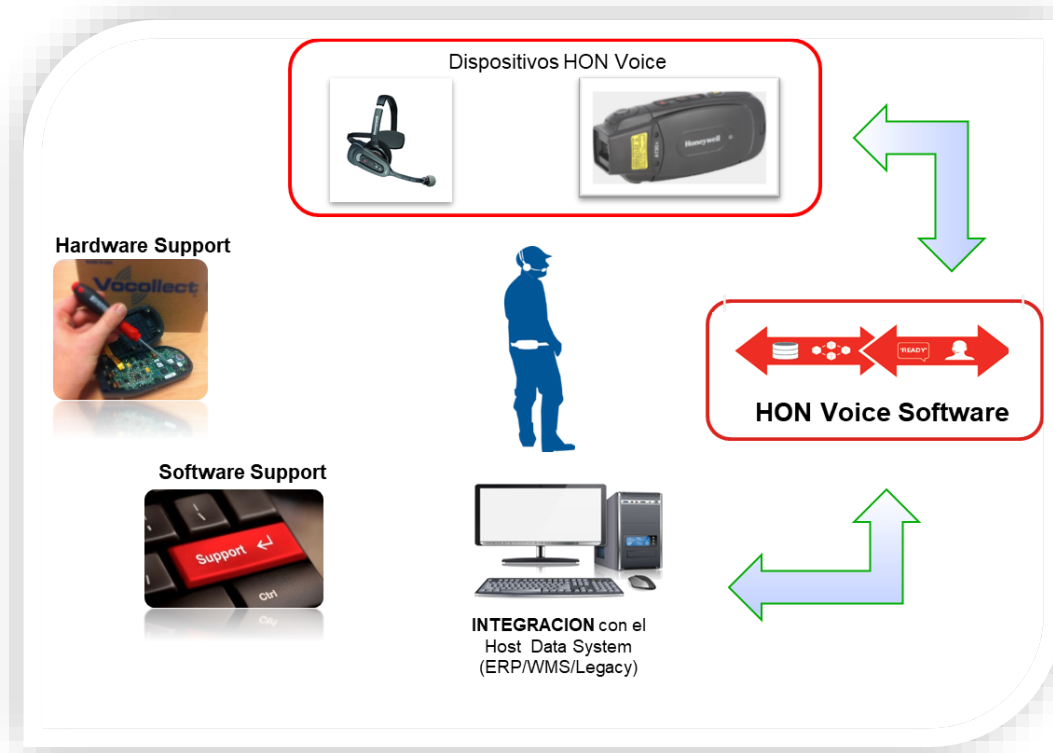 Dispositivos HON Voice
Honeywell
Hardware Support
Vocollect
"READY"
HON Voice Software
Software Support
Support
Ctrl
INTEGRACION con el
Host Data System
(ERP/WMS/Legacy)